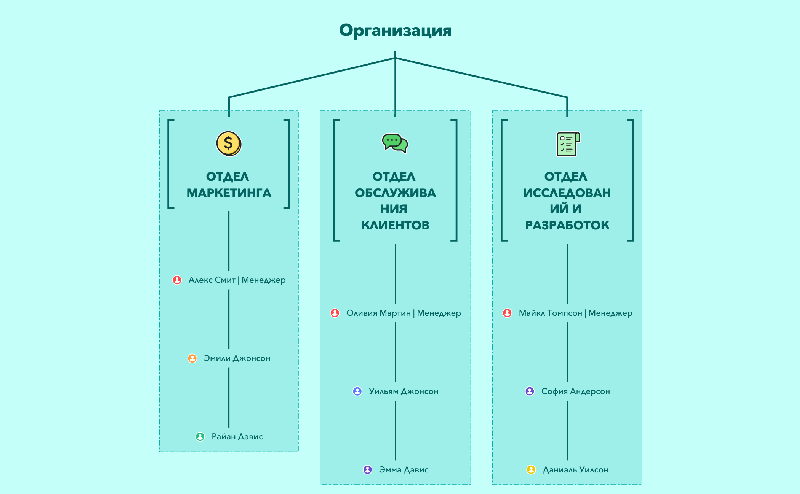 Организация
ОТДЕЛ
МАРКЕТИНГА
Алекс Смит | Менеджер
Эмили Джонсон
Райан Дэвис
ОТДЕЛ
ОБСЛУЖИВА
НИЯ
КЛИЕНТОВ
Оливия Мартин | Менеджер
Уильям Джонсон
Эмма Дэвис
ОТДЕЛ
ИССЛЕДОВАН
ИЙ И
РАЗРАБОТОК
Майкл Томпсон | Менеджер
София Андерсон
Даниэль Уилсон